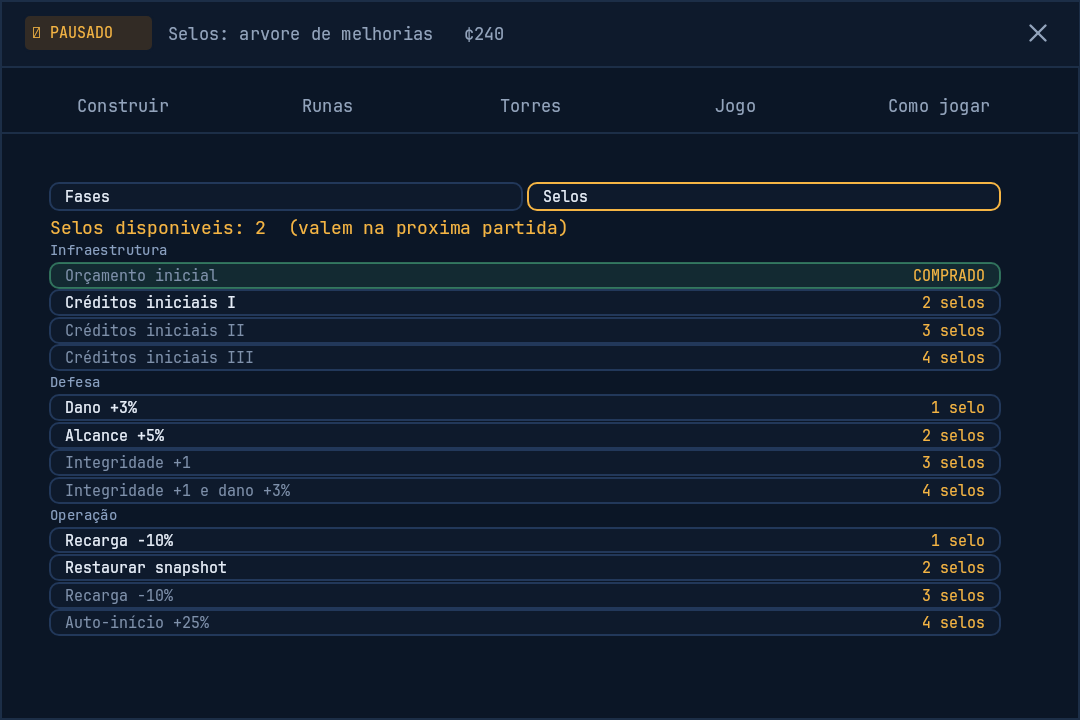 PAUSADO Selos: arvore de melhorias ¢240
Construir Runas Torres Jogo Como jogar
Fases Selos
Selos disponiveis: 2 (valem na proxima partida)
Infraestrutura
Orçamento inicial COMPRADO
Créditos iniciais I 2 selos
Créditos iniciais II 3 selos
Créditos iniciais III 4 selos
Defesa
Dano +3% 1 selo
Alcance +5% 2 selos
Integridade +1 3 selos
Integridade +1 e dano +3% 4 selos
Operação
Recarga -10% 1 selo
Restaurar snapshot 2 selos
Recarga -10% 3 selos
Auto-início +25% 4 selos